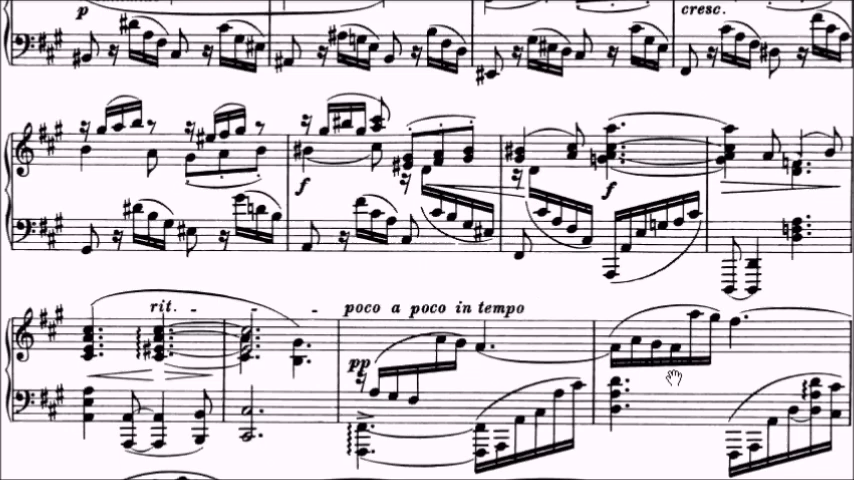 p
cresc.
f
f
rit.
poco a poco in tempo
pp